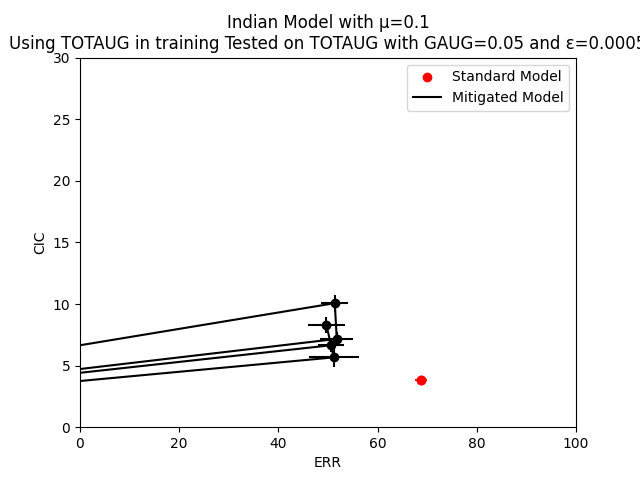 Indian Model with μ=0.1
Using TOTAUG in training Tested on TOTAUG with GAUG=0.05 and ε=0.0005
Standard Model
Mitigated Model
30
25
20
15
10
5
0
CIC
0 20 40 60 80 100
ERR